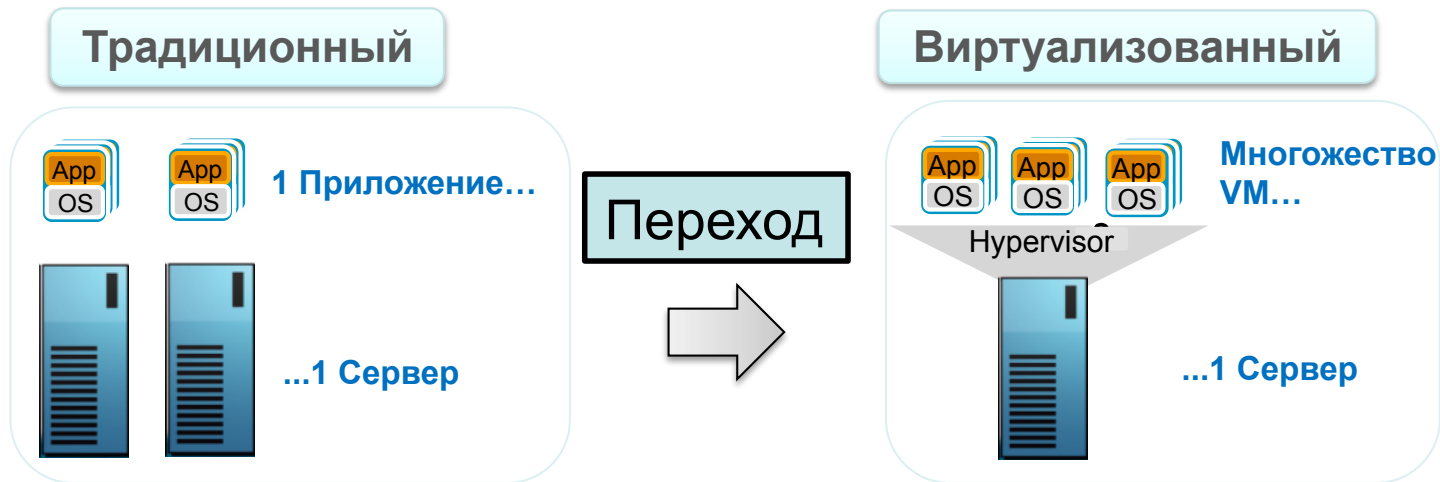 Традиционный
Виртуализованный
App
OS
App
OS
1 Приложение...
...1 Сервер
Переход
App
OS
App
OS
App
OS
Многожество
VM...
Hypervisor
...1 Сервер